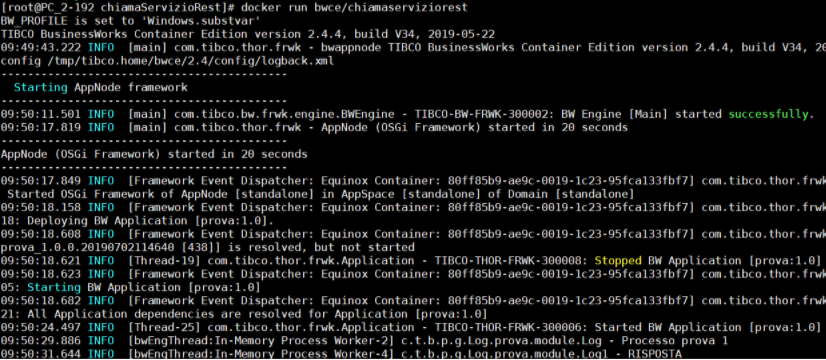 [root@PC_2-192 chiamaServizioRest]# docker run bwce/chiamaserviziorest
BW_PROFILE is set to 'Windows.substvar'
TIBCO BusinessWorks Container Edition version 2.4.4, build V34, 2019-05-22
09:49:43.222 INFO  [main] com.tibco.thor.frwk - bwappnode TIBCO BusinessWorks Container Edition version 2.4.4, build V34, 20
config /tmp/tibco.home/bwce/2.4/config/logback.xml
-----------------------------------------
  Starting AppNode framework
-----------------------------------------
09:50:11.501 INFO  [main] com.tibco.bw.frwk.engine.BWEngine - TIBCO-BW-FRWK-300002: BW Engine [Main] started successfully.
09:50:17.819 INFO  [main] com.tibco.thor.frwk - AppNode (OSGi Framework) started in 20 seconds
-----------------------------------------
AppNode (OSGi Framework) started in 20 seconds
-----------------------------------------
09:50:17.849 INFO  [Framework Event Dispatcher: Equinox Container: 80ff85b9-ae9c-0019-1c23-95fca133fbf7] com.tibco.thor.frwk
 Started OSGi Framework of AppNode [standalone] in AppSpace [standalone] of Domain [standalone]
09:50:18.158 INFO  [Framework Event Dispatcher: Equinox Container: 80ff85b9-ae9c-0019-1c23-95fca133fbf7] com.tibco.thor.frwk
18: Deploying BW Application [prova:1.0].
09:50:18.608 INFO  [Framework Event Dispatcher: Equinox Container: 80ff85b9-ae9c-0019-1c23-95fca133fbf7] com.tibco.thor.frwk
prova_1.0.0.20190702114640 [438]] is resolved, but not started
09:50:18.621 INFO  [Thread-19] com.tibco.thor.frwk.Application - TIBCO-THOR-FRWK-300008: Stopped BW Application [prova:1.0]
09:50:18.623 INFO  [Framework Event Dispatcher: Equinox Container: 80ff85b9-ae9c-0019-1c23-95fca133fbf7] com.tibco.thor.frwk
05: Starting BW Application [prova:1.0]
09:50:18.682 INFO  [Framework Event Dispatcher: Equinox Container: 80ff85b9-ae9c-0019-1c23-95fca133fbf7] com.tibco.thor.frwk
21: All Application dependencies are resolved for Application [prova:1.0]
09:50:24.497 INFO  [Thread-25] com.tibco.thor.frwk.Application - TIBCO-THOR-FRWK-300006: Started BW Application [prova:1.0]
09:50:29.886 INFO  [bwEngThread:In-Memory Process Worker-2] c.t.b.p.g.Log.prova.module.Log - Processo prova 1
09:50:31.644 INFO  [bwEngThread:In-Memory Process Worker-4] c.t.b.p.g.Log.prova.module.Log1 - RISPOSTA